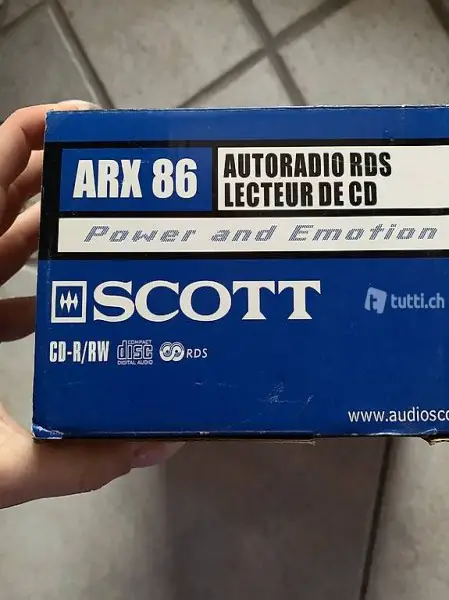 ARX 86
AUTORADIO RDS
LECTEUR DE CD
Power and Emotion
SCOTT
tutti.ch
CD-R/RW
COMPACT
disc
DIGITAL AUDIO
RDS
www.audiosco